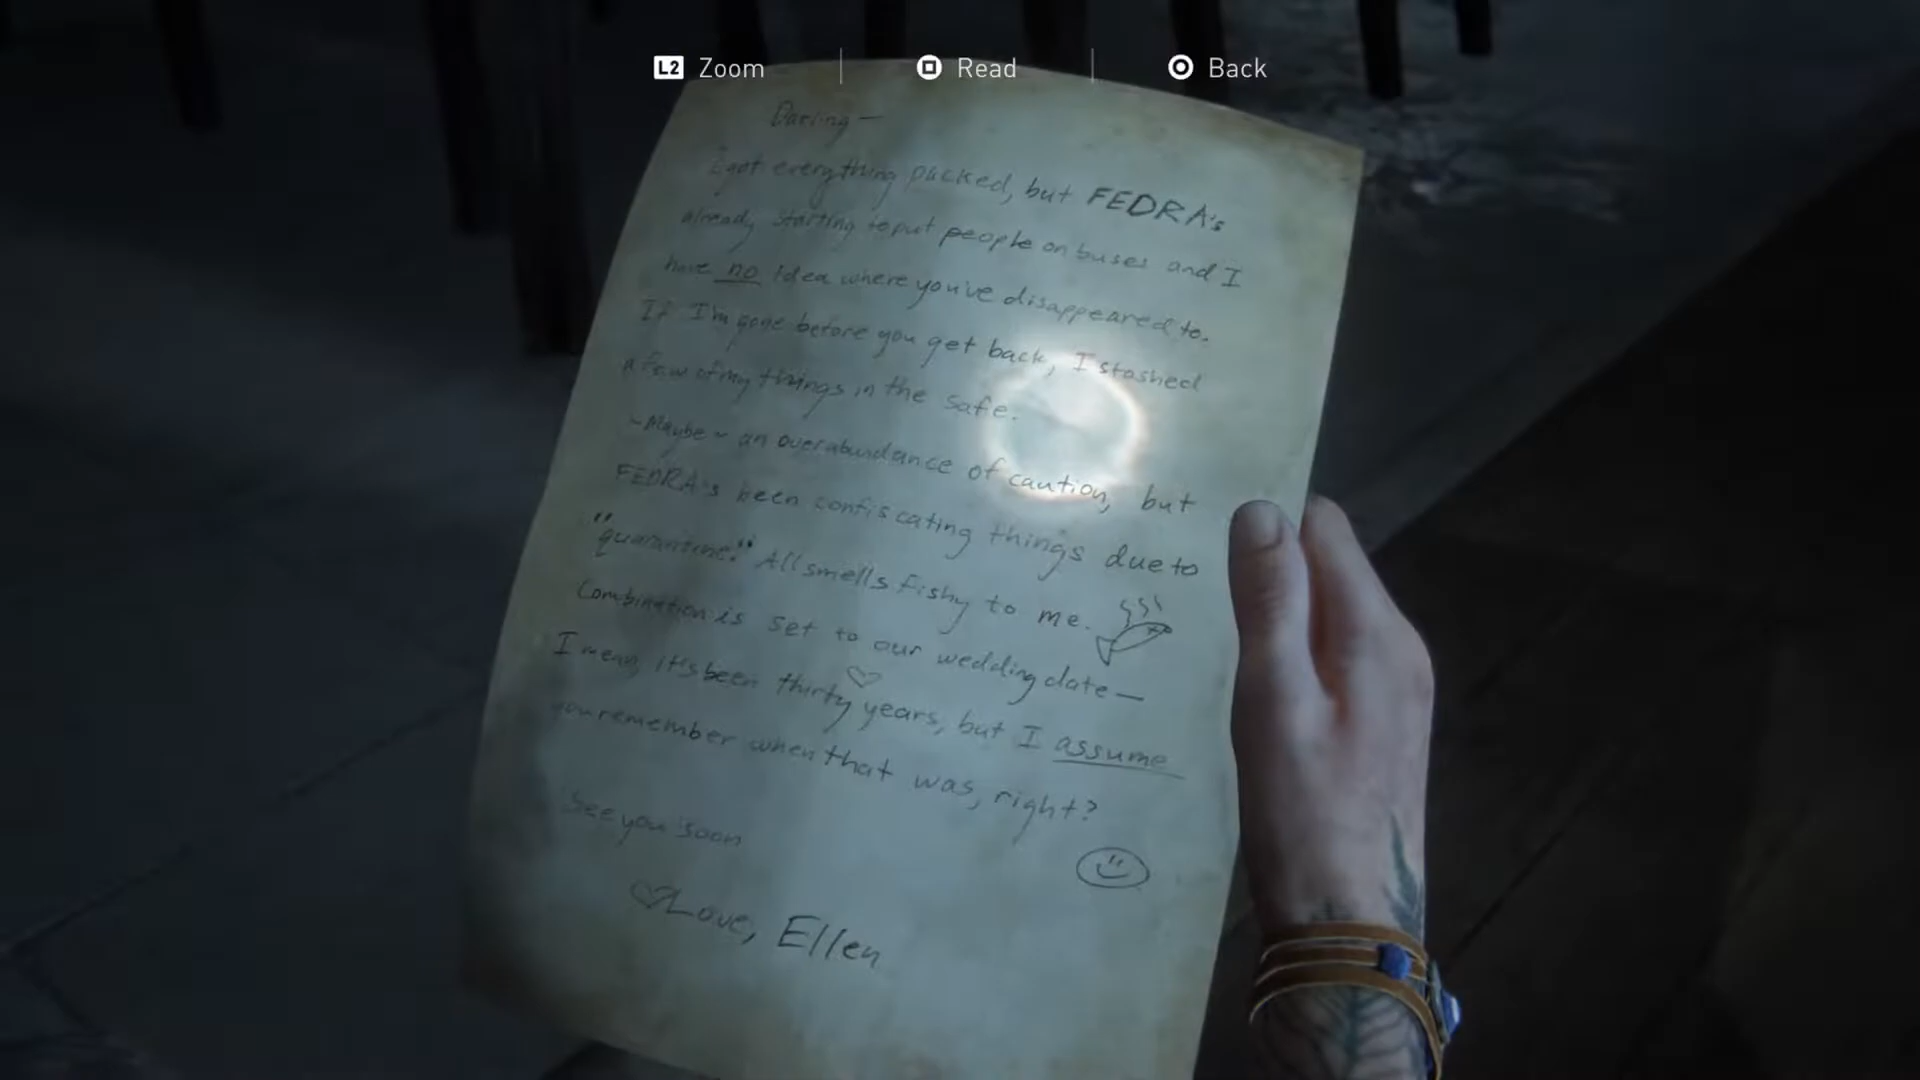 L2 Zoom | Read | Back
Darling —
I got everything packed, but FEDRA's
already starting to put people on buses and I
have no idea where you've disappeared to.
If I'm gone before you get back, I stashed
a few of my things in the safe.
~Maybe~ an overabundance of caution, but
FEDRA's been confiscating things due to
"quarantine." All smells fishy to me.
Combination is set to our wedding date —
I mean, it's been thirty years, but I assume
you remember when that was, right?
See you soon
Love, Ellen